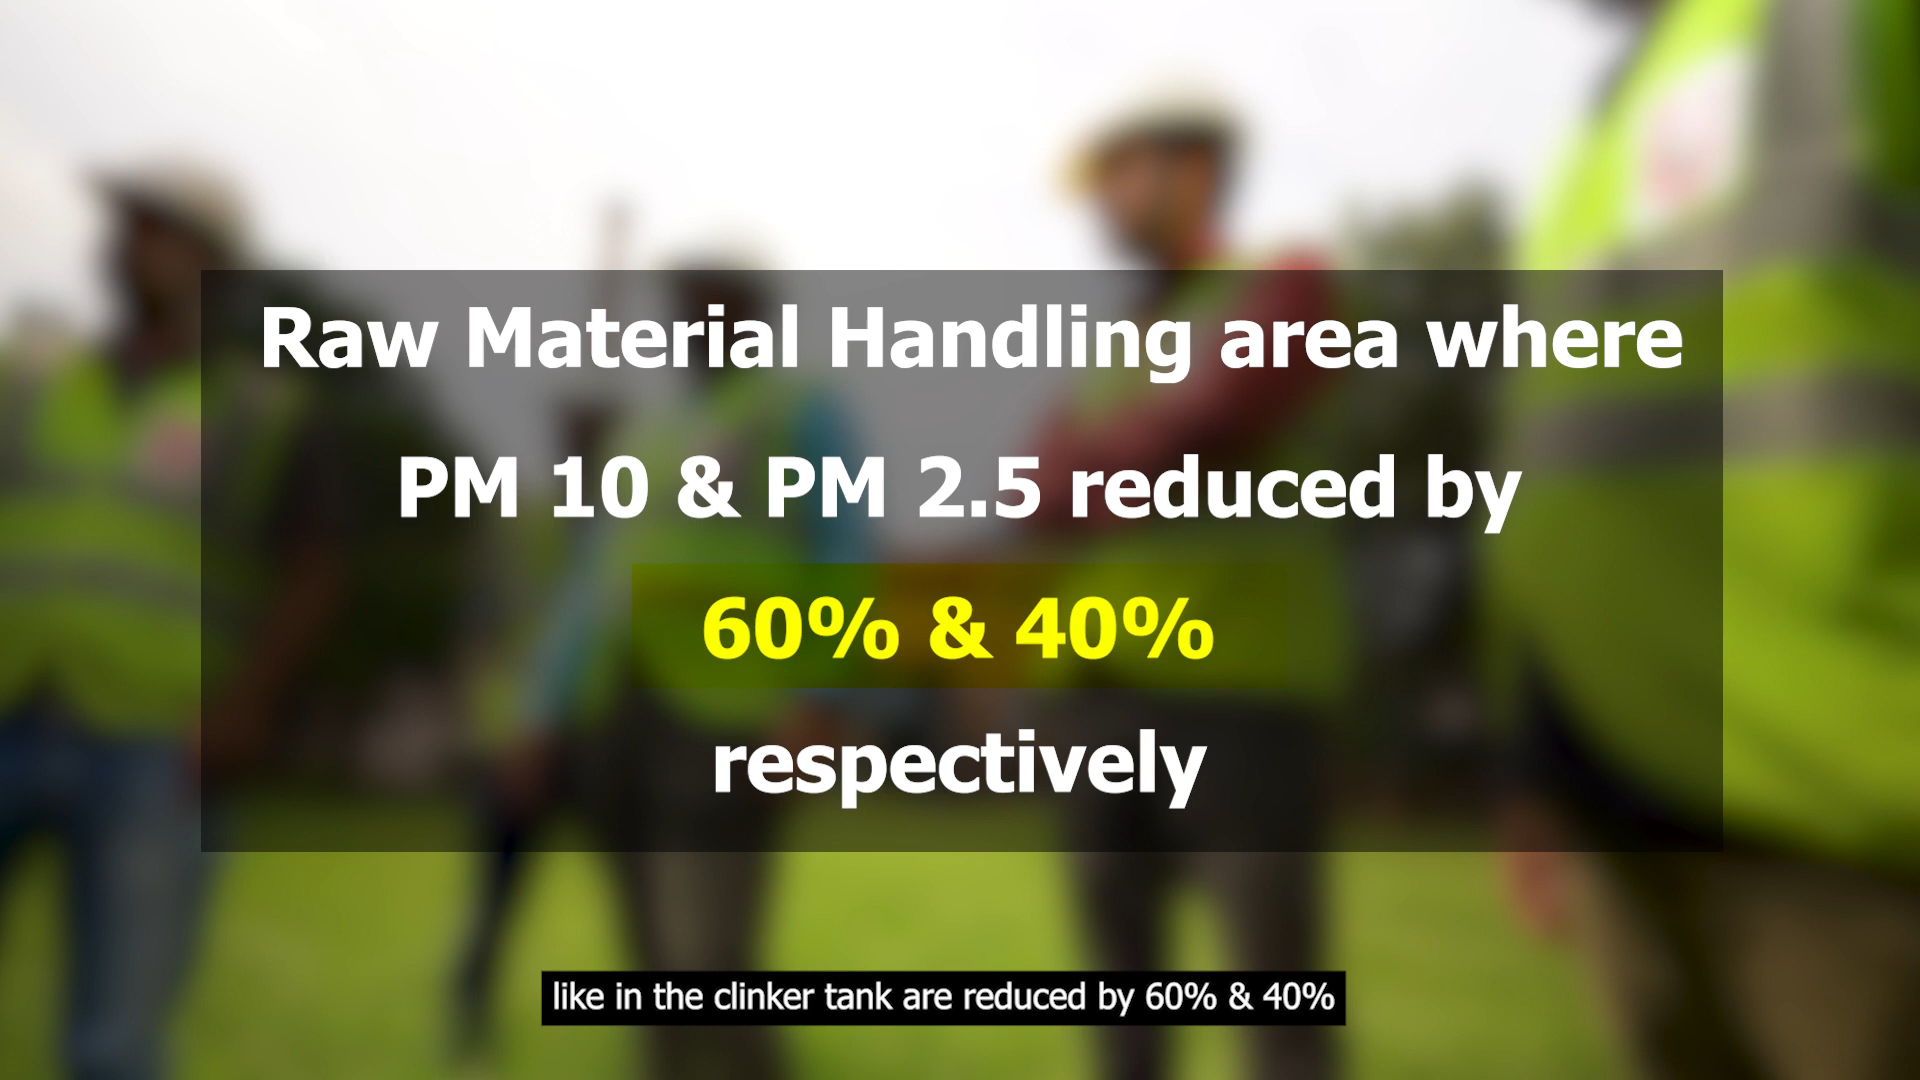 Raw Material Handling area where
PM 10 & PM 2.5 reduced by
60% & 40%
respectively
like in the clinker tank are reduced by 60% & 40%